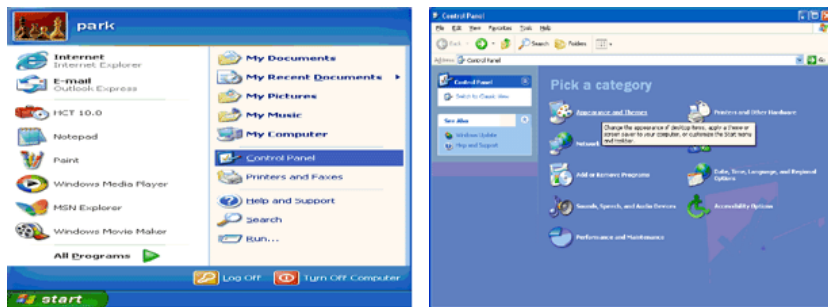 park
Internet
Internet Explorer
E-mail
Outlook Express
HCT 10.0
Notepad
Paint
Windows Media Player
MSN Explorer
Windows Movie Maker
All Programs
My Documents
My Recent Documents
My Pictures
My Music
My Computer
Control Panel
Printers and Faxes
Help and Support
Search
Run...
Log Off
Turn Off Computer
start
Control Panel
File Edit View Favorites Tools Help
Back Search Folders
Address Control Panel Go
Control Panel
Switch to Classic View
See Also
Windows Update
Help and Support
Pick a category
Appearance and Themes
Printers and Other Hardware
Change the appearance of desktop items, apply a theme or
screen saver to your computer, or customize the Start menu
and taskbar.
Network
Add or Remove Programs
Date, Time, Language, and Regional
Options
Sounds, Speech, and Audio Devices
Accessibility Options
Performance and Maintenance